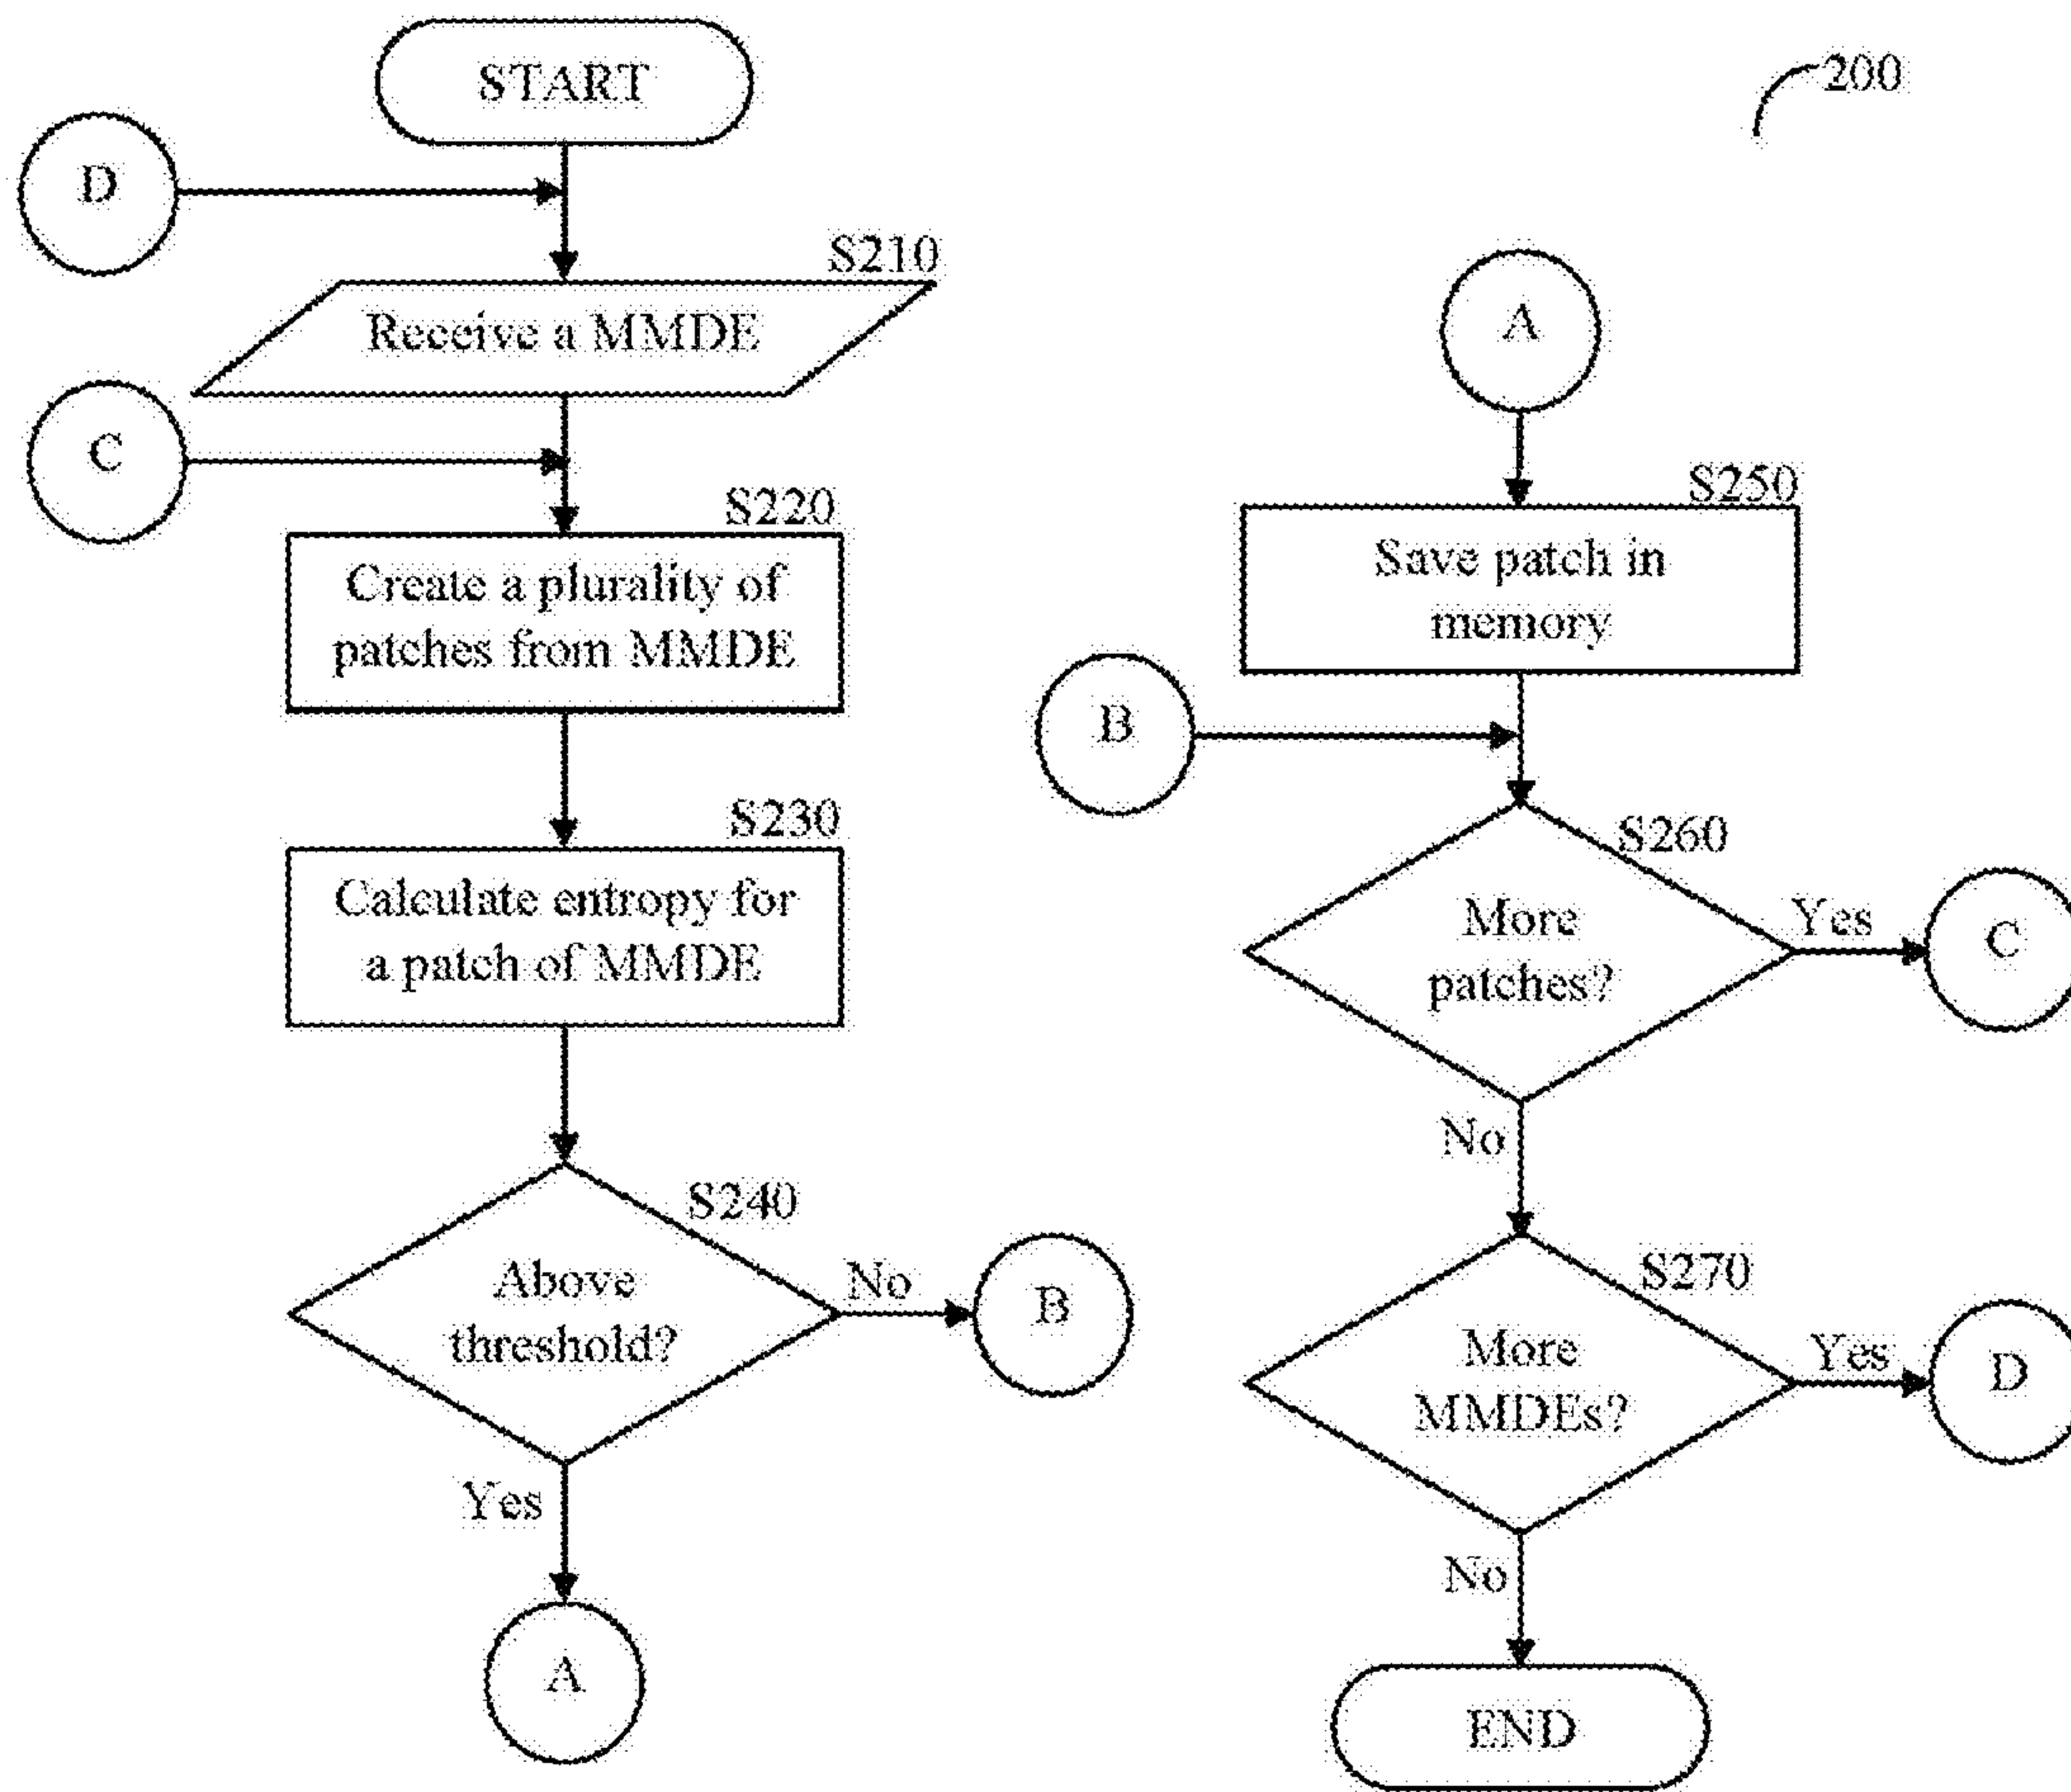 START
200
D
S210
Receive a MMDE
C
S220
Create a plurality of
patches from MMDE
S230
Calculate entropy for
a patch of MMDE
S240
Above
threshold?
No
B
Yes
A
A
S250
Save patch in
memory
B
S260
More
patches?
Yes
C
No
S270
More
MMDEs?
Yes
D
No
END